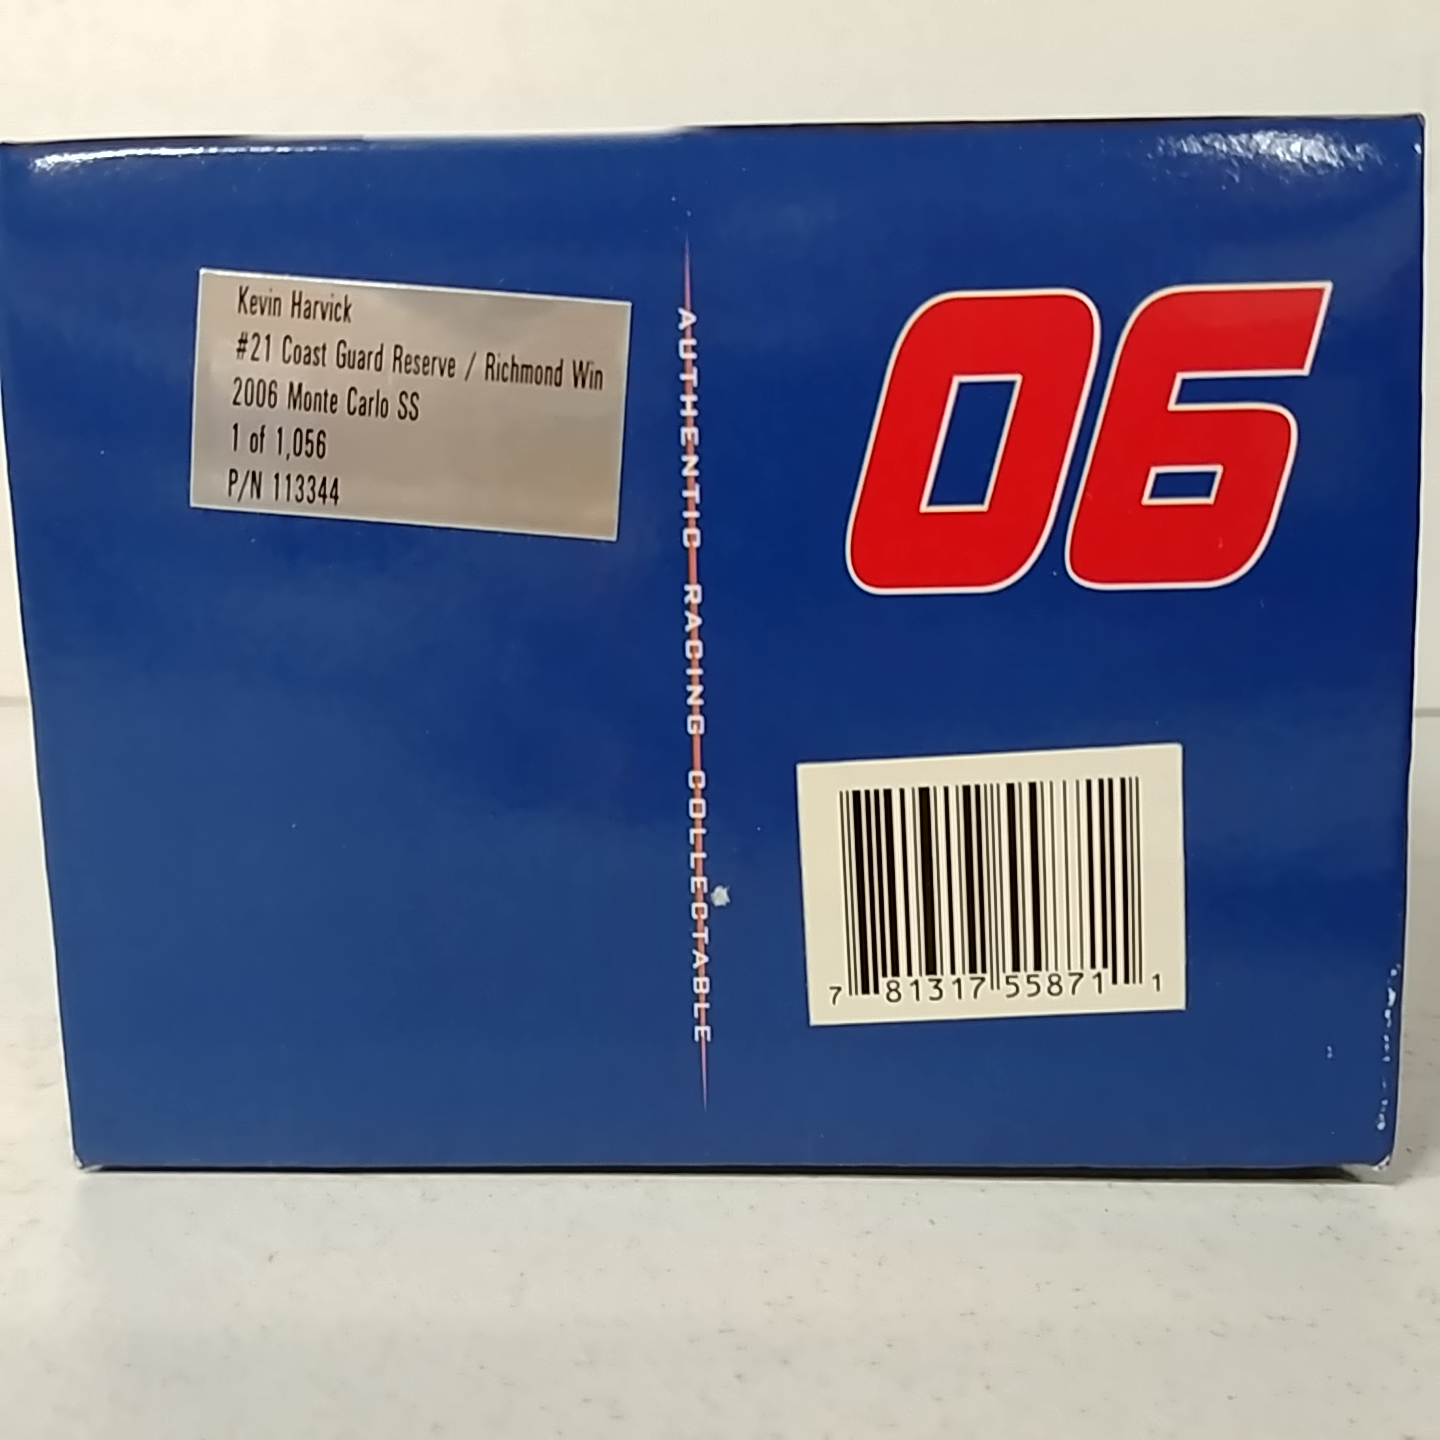 Kevin Harvick
#21 Coast Guard Reserve / Richmond Win
2006 Monte Carlo SS
1 of 1,056
P/N 113344
AUTHENTIC RACING COLLECTABLE
06
7 81317 55871 1